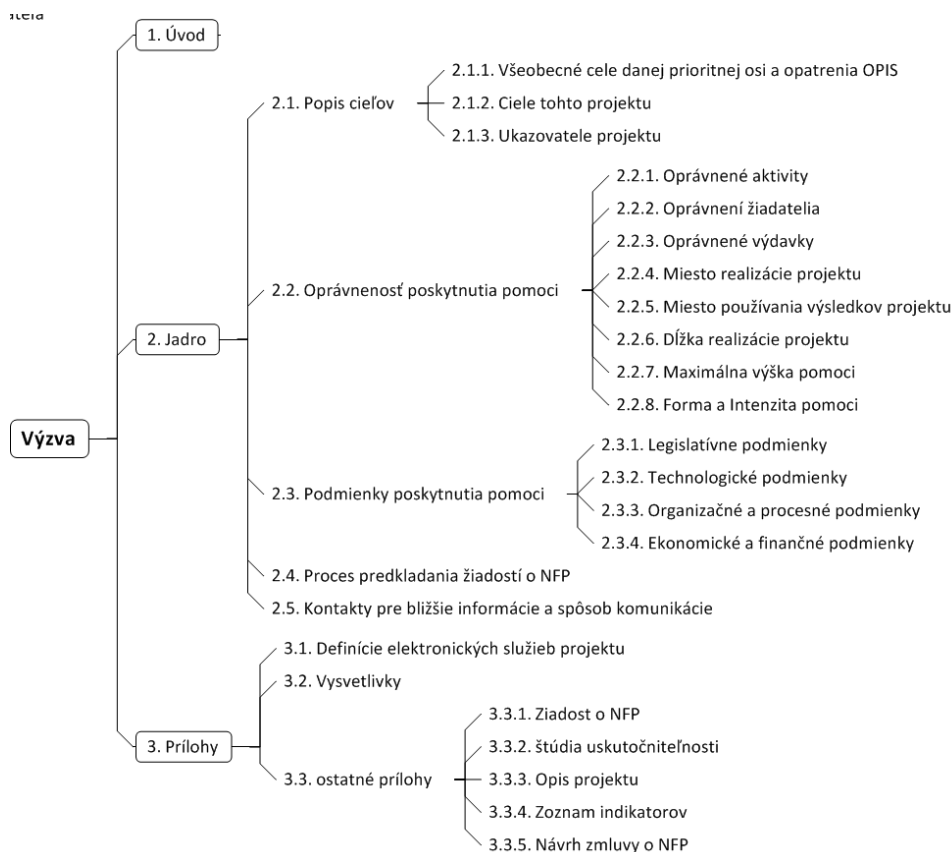 1. Úvod
2.1.1. Všeobecné cele danej prioritnej osi a opatrenia OPIS
2.1. Popis cieľov
2.1.2. Ciele tohto projektu
2.1.3. Ukazovatele projektu
2.2.1. Oprávnené aktivity
2.2.2. Oprávnení žiadatelia
2.2.3. Oprávnené výdavky
2.2.4. Miesto realizácie projektu
2.2. Oprávnenosť poskytnutia pomoci
2.2.5. Miesto používania výsledkov projektu
2. Jadro
2.2.6. Dĺžka realizácie projektu
2.2.7. Maximálna výška pomoci
2.2.8. Forma a Intenzita pomoci
Výzva
2.3.1. Legislatívne podmienky
2.3.2. Technologické podmienky
2.3. Podmienky poskytnutia pomoci
2.3.3. Organizačné a procesné podmienky
2.3.4. Ekonomické a finančné podmienky
2.4. Proces predkladania žiadostí o NFP
2.5. Kontakty pre bližšie informácie a spôsob komunikácie
3.1. Definície elektronických služieb projektu
3.2. Vysvetlivky
3.3.1. Ziadost o NFP
3. Prílohy
3.3.2. štúdia uskutočniteľnosti
3.3. ostatné prílohy
3.3.3. Opis projektu
3.3.4. Zoznam indikatorov
3.3.5. Návrh zmluvy o NFP